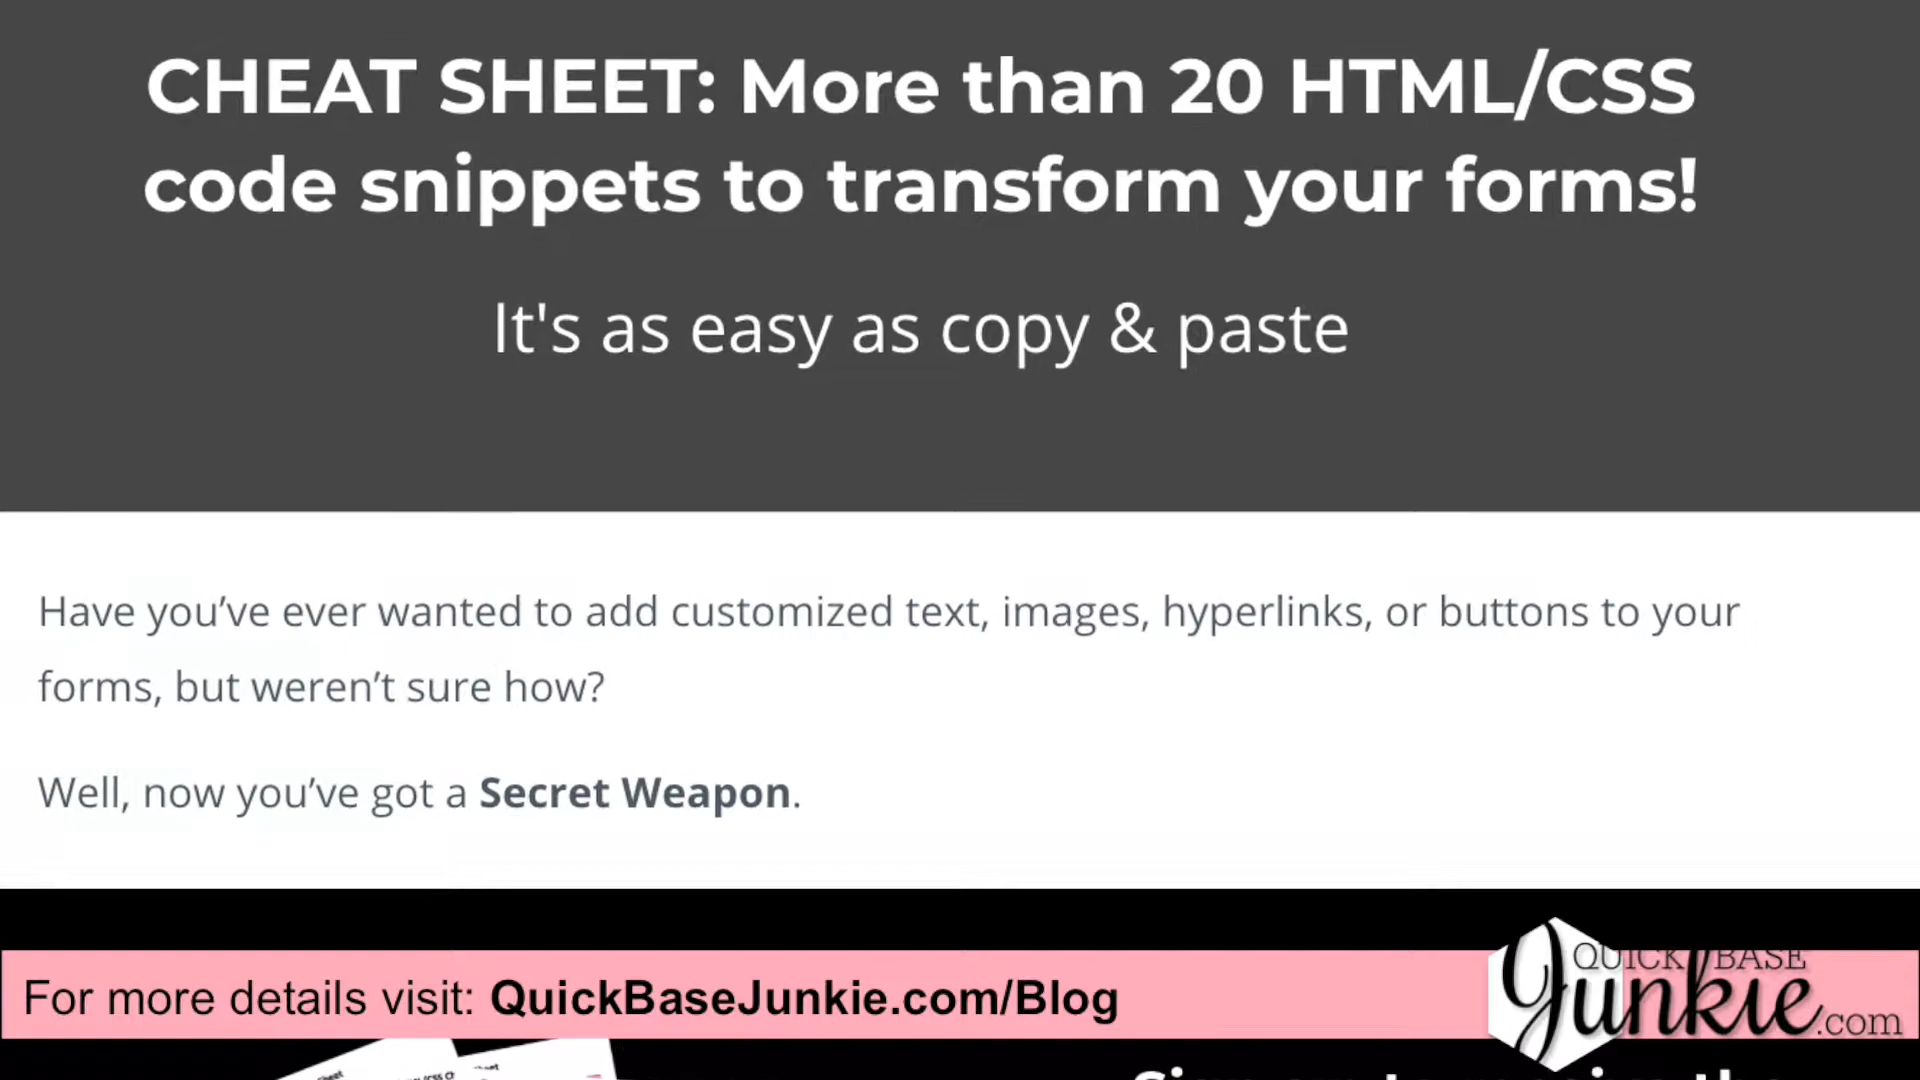 CHEAT SHEET: More than 20 HTML/CSS
code snippets to transform your forms!
It's as easy as copy & paste
Have you’ve ever wanted to add customized text, images, hyperlinks, or buttons to your
forms, but weren’t sure how?
Well, now you’ve got a Secret Weapon.
For more details visit: QuickBaseJunkie.com/Blog
QUICK BASE
Junkie.com